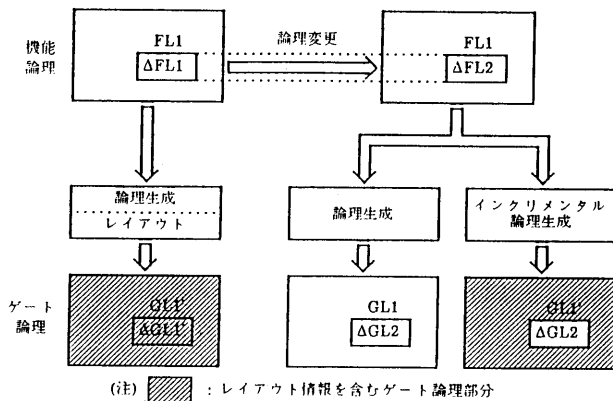 機能
論理
FL1
ΔFL1
論理変更
FL1
ΔFL2
論理生成
レイアウト
論理生成
インクリメンタル
論理生成
ゲート
論理
GL1'
ΔGL1'
GL1
ΔGL2
GL1'
ΔGL2
(注)
: レイアウト情報を含むゲート論理部分